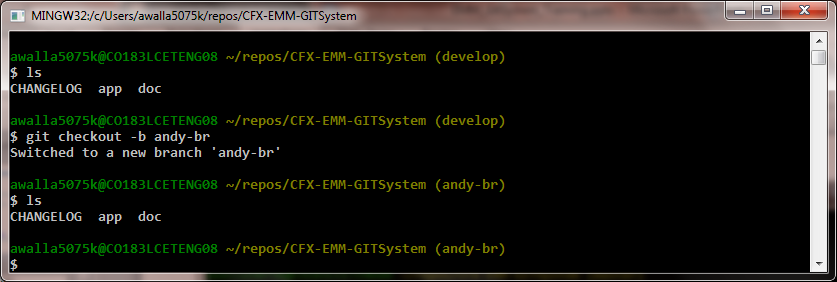 MINGW32:/c/Users/awalla5075k/repos/CFX-EMM-GITSystem
awalla5075k@CO183LCETENG08 ~/repos/CFX-EMM-GITSystem (develop)
$ ls
CHANGELOG  app  doc
awalla5075k@CO183LCETENG08 ~/repos/CFX-EMM-GITSystem (develop)
$ git checkout -b andy-br
Switched to a new branch 'andy-br'
awalla5075k@CO183LCETENG08 ~/repos/CFX-EMM-GITSystem (andy-br)
$ ls
CHANGELOG  app  doc
awalla5075k@CO183LCETENG08 ~/repos/CFX-EMM-GITSystem (andy-br)
$